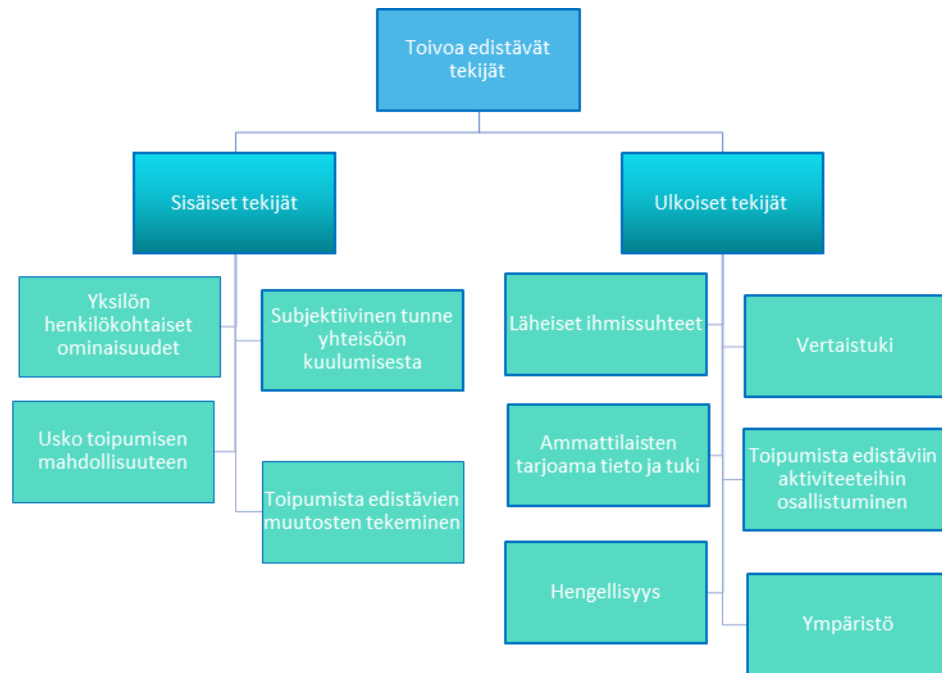 Toivoa edistävät
tekijät
Sisäiset tekijät
Ulkoiset tekijät
Yksilön
henkilökohtaiset
ominaisuudet
Subjektiivinen tunne
yhteisöön
kuulumisesta
Usko toipumisen
mahdollisuuteen
Toipumista edistävien
muutosten tekeminen
Läheiset ihmissuhteet
Vertaistuki
Ammattilaisten
tarjoama tieto ja tuki
Toipumista edistäviin
aktiviteeteihin
osallistuminen
Hengellisyys
Ympäristö